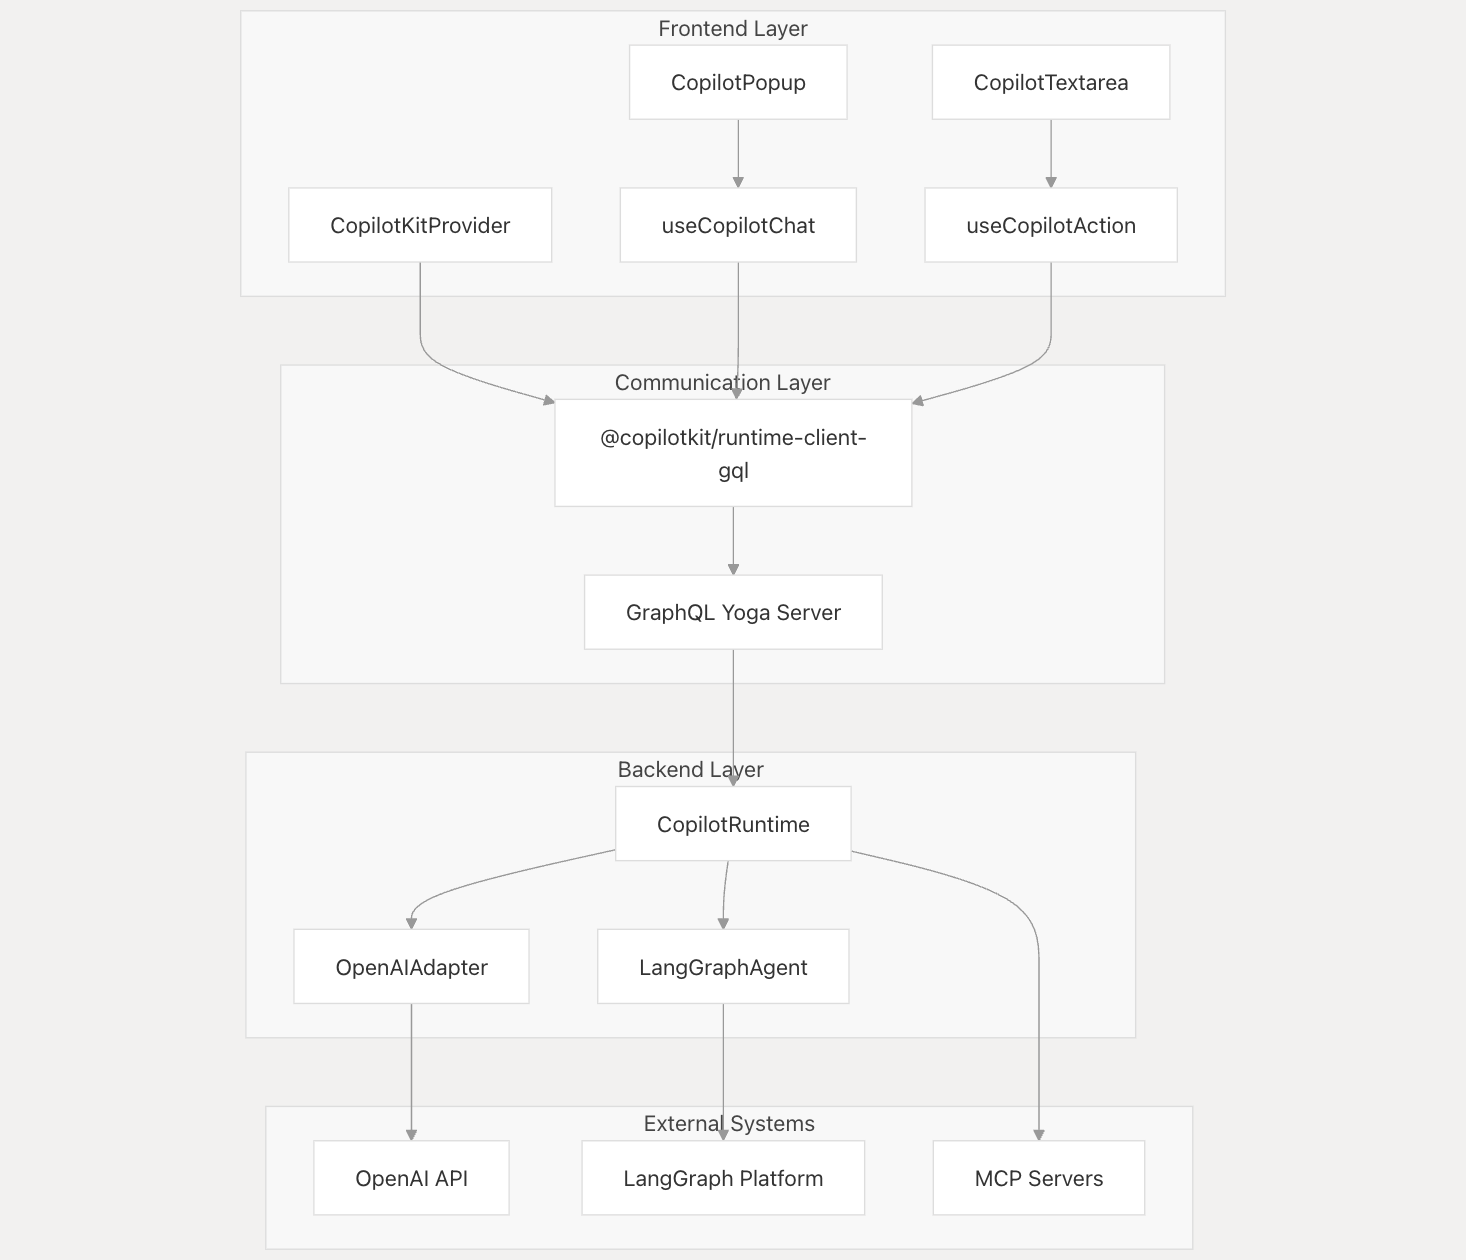 Frontend Layer
CopilotPopup
CopilotTextarea
CopilotKitProvider
useCopilotChat
useCopilotAction
Communication Layer
@copilotkit/runtime-client-
gql
GraphQL Yoga Server
Backend Layer
CopilotRuntime
OpenAIAdapter
LangGraphAgent
External Systems
OpenAI API
LangGraph Platform
MCP Servers